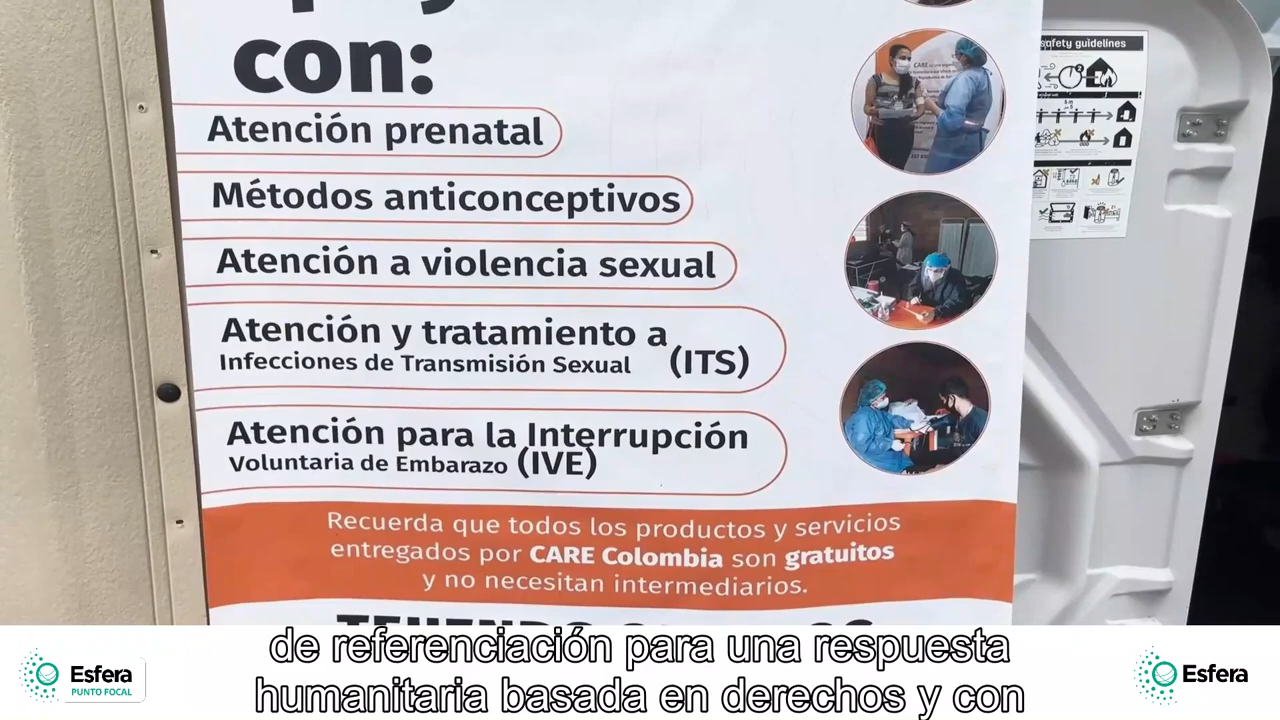 con:
Atención prenatal
Métodos anticonceptivos
Atención a violencia sexual
Atención y tratamiento a
Infecciones de Transmisión Sexual (ITS)
Atención para la Interrupción
Voluntaria de Embarazo (IVE)
Recuerda que todos los productos y servicios
entregados por CARE Colombia son gratuitos
y no necesitan intermediarios.
safety guidelines
CARE
de referenciación para una respuesta
humanitaria basada en derechos y con
Esfera
PUNTO FOCAL
Esfera